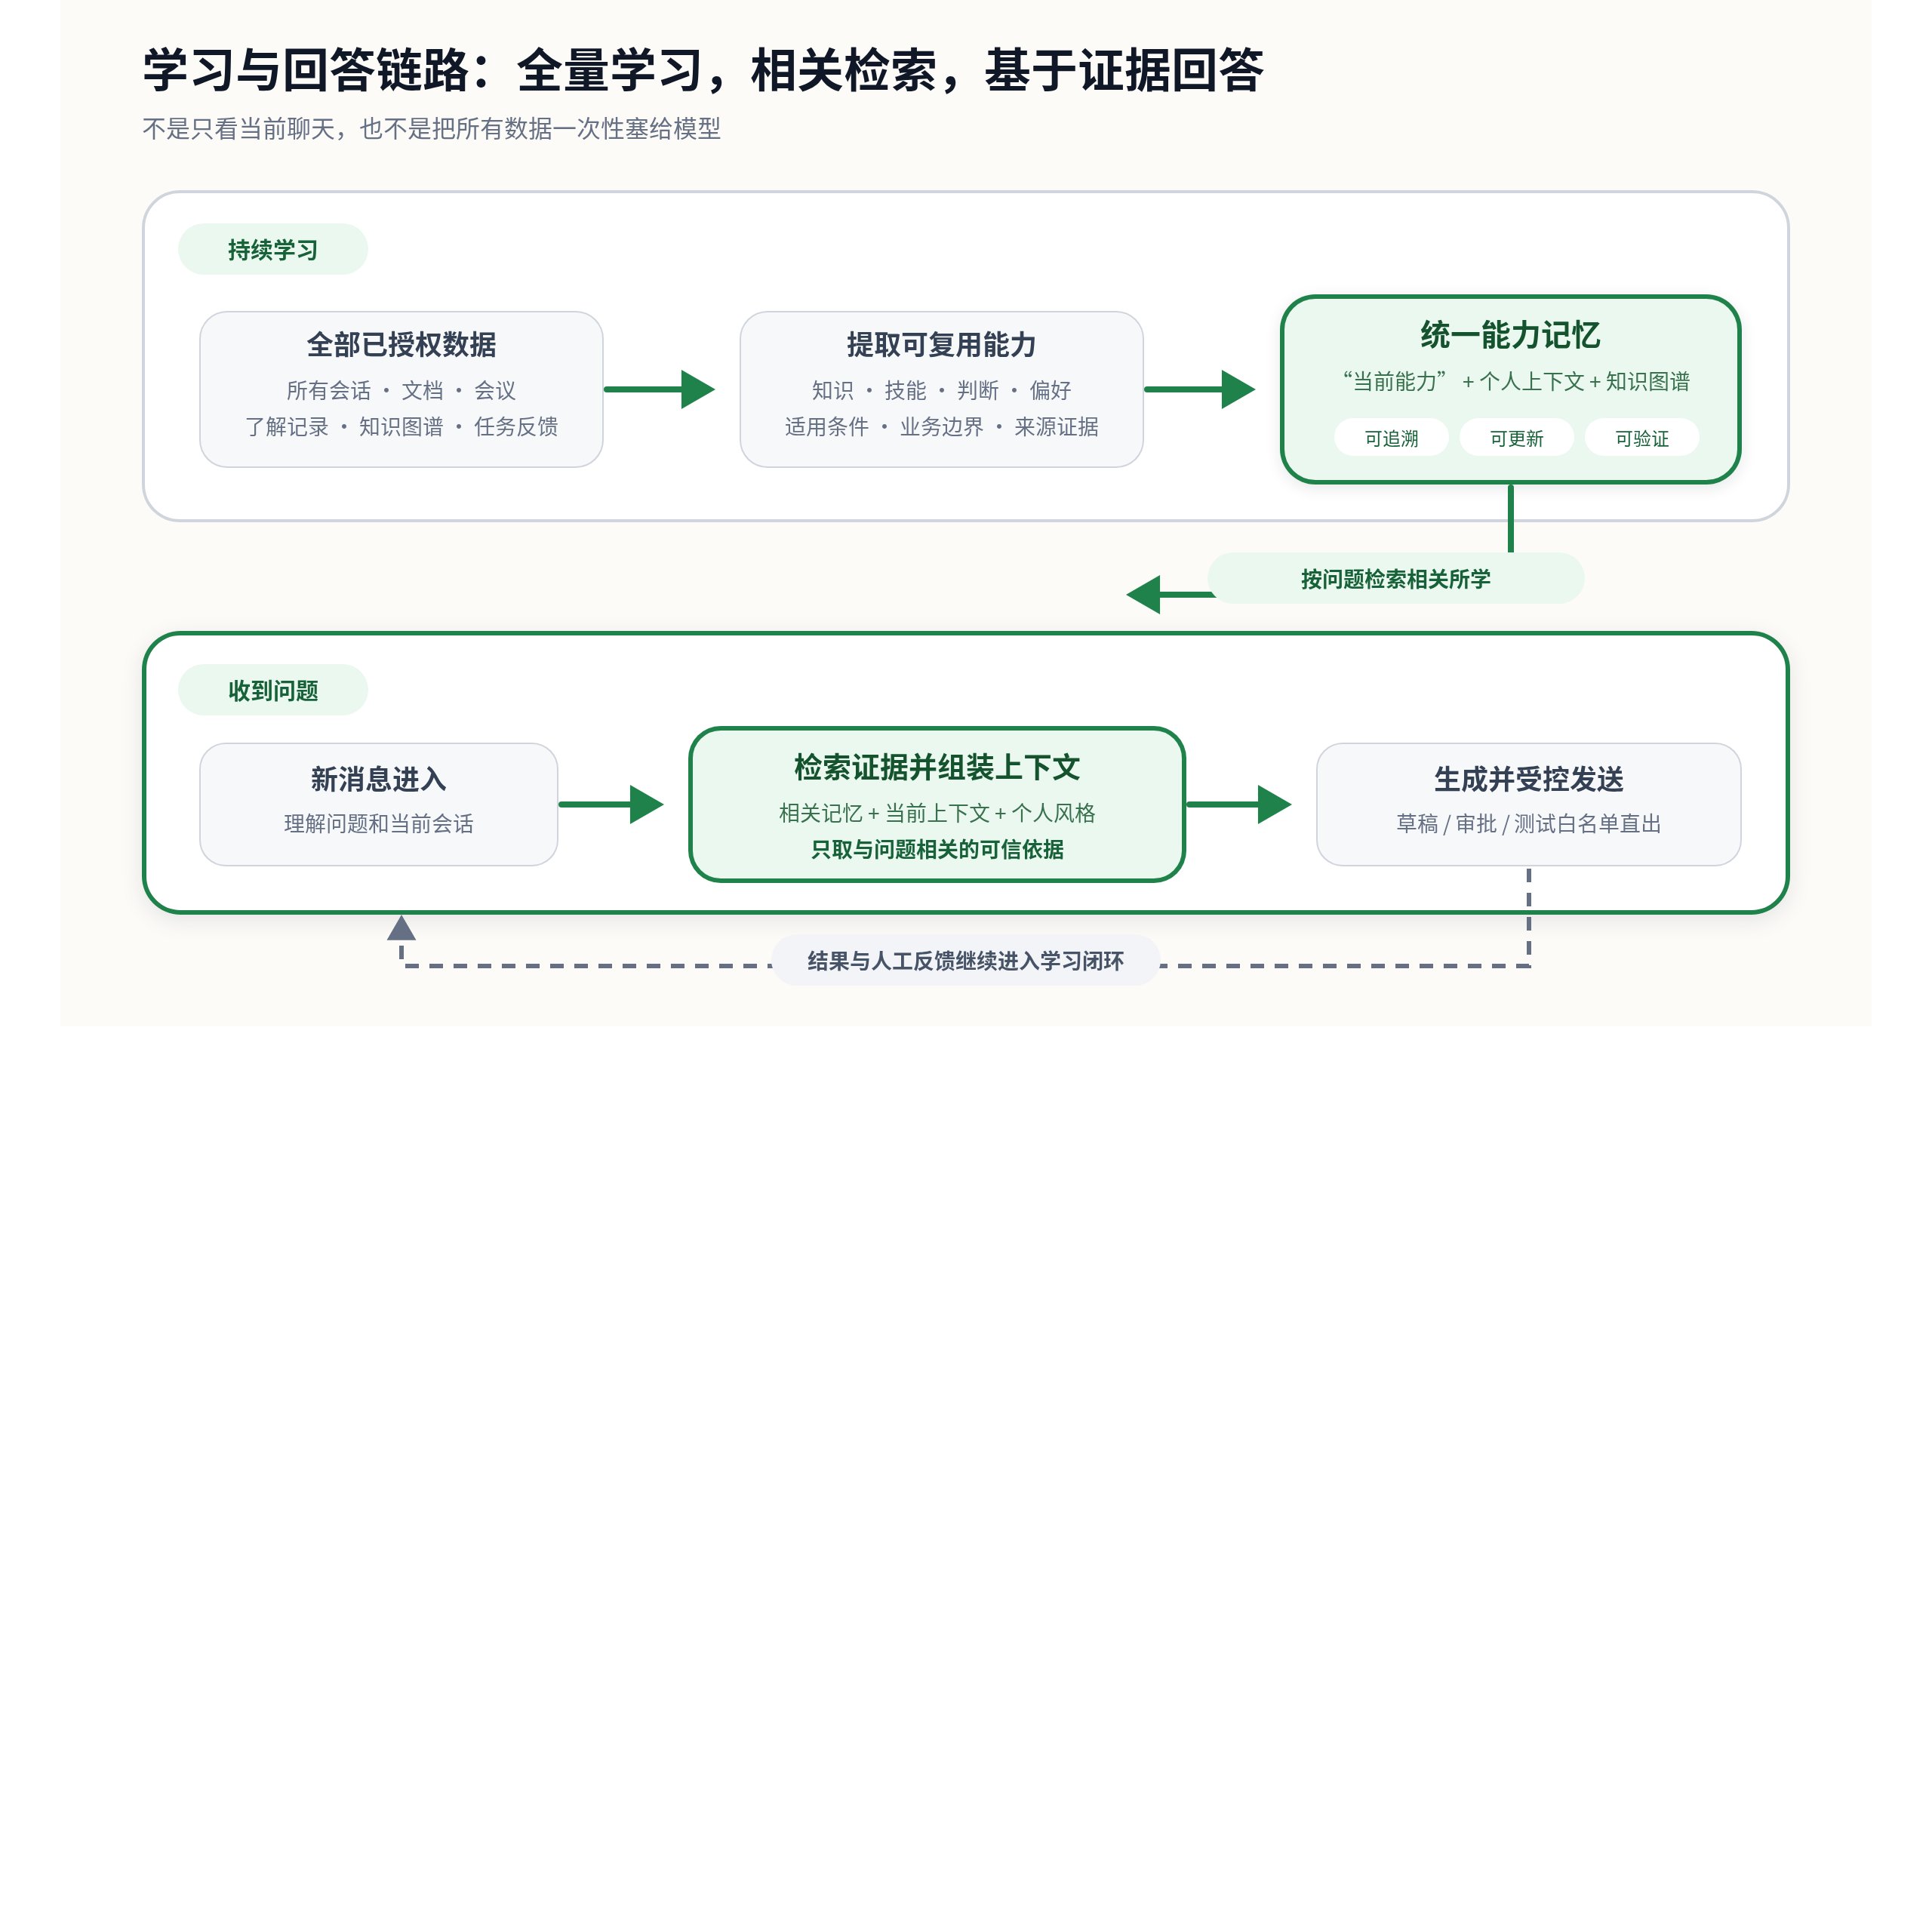 学习与回答链路：全量学习，相关检索，基于证据回答
不是只看当前聊天，也不是把所有数据一次性塞给模型
持续学习
全部已授权数据
所有会话 • 文档 • 会议
了解记录 • 知识图谱 • 任务反馈
提取可复用能力
知识 • 技能 • 判断 • 偏好
适用条件 • 业务边界 • 来源证据
统一能力记忆
“当前能力” + 个人上下文 + 知识图谱
可追溯
可更新
可验证
按问题检索相关所学
收到问题
新消息进入
理解问题和当前会话
检索证据并组装上下文
相关记忆 + 当前上下文 + 个人风格
只取与问题相关的可信依据
生成并受控发送
草稿 / 审批 / 测试白名单直出
结果与人工反馈继续进入学习闭环